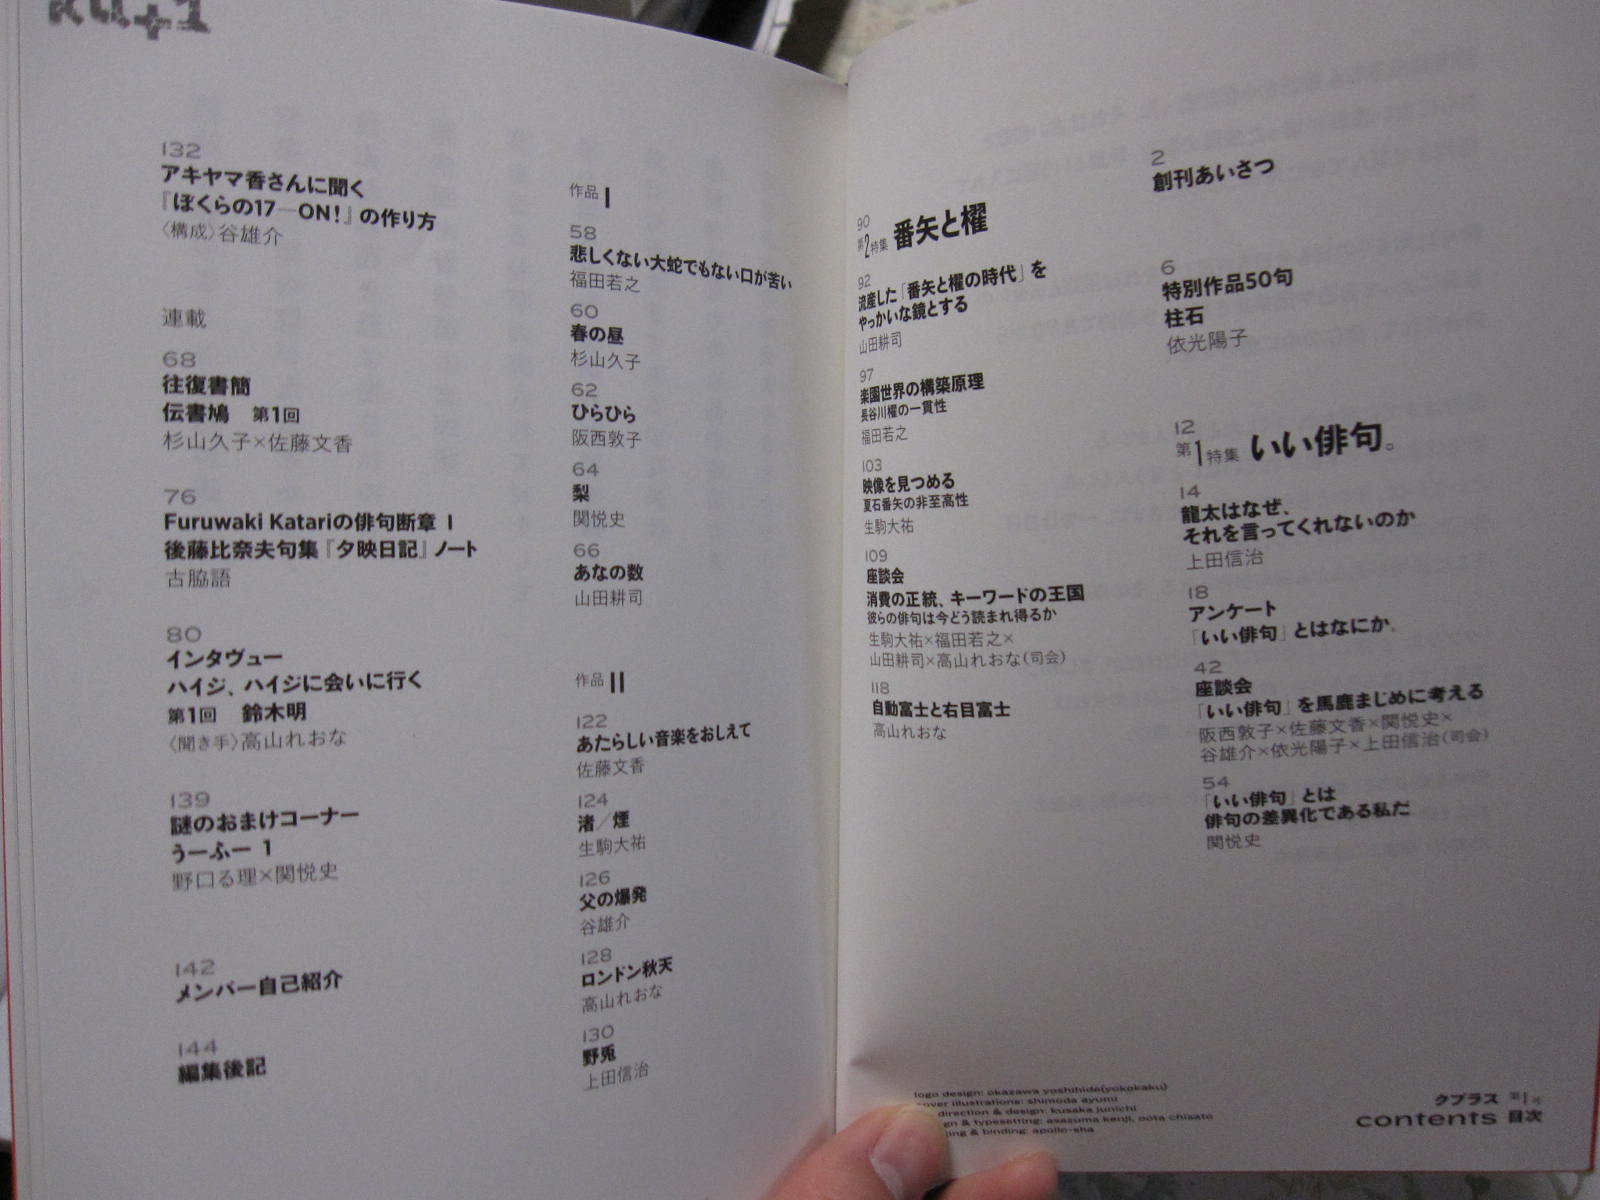 2
創刊あいさつ
6
特別作品50句
柱石
依光陽子
12
第1特集 いい俳句。
14
龍太はなぜ、
それを言ってくれないのか
上田信治
18
アンケート
「いい俳句」とはなにか。
42
座談会
「いい俳句」を馬鹿まじめに考える
阪西敦子×佐藤文香×関悦史×
谷雄介×依光陽子×上田信治(司会)
54
「いい俳句」とは
俳句の差異化である私だ
関悦史
90
第2特集 番矢と櫂
92
流産した「番矢と櫂の時代」を
やっかいな鏡とする
山田耕司
97
楽園世界の構築原理
長谷川櫂の一貫性
福田若之
103
映像を見つめる
夏石番矢の非至高性
生駒大祐
109
座談会
消費の正統、キーワードの王国
彼らの俳句は今どう読まれ得るか
生駒大祐×福田若之×
山田耕司×高山れおな(司会)
118
自動富士と右目富士
高山れおな
logo design: okazawa yoshihide(yokokaku)
cover illustrations: shimoda ayumi
direction & design: kusaka junichi
& typesetting: asazuma kenji, oota chisato
& binding: apollo-sha
クプラス 第1号
contents 目次
ku+1
作品 I
58
悲しくない大蛇でもない口が苦い
福田若之
60
春の昼
杉山久子
62
ひらひら
阪西敦子
64
梨
関悦史
66
あなの数
山田耕司
作品 II
122
あたらしい音楽をおしえて
佐藤文香
124
渚／煙
生駒大祐
126
父の爆発
谷雄介
128
ロンドン秋天
高山れおな
130
野兎
上田信治
132
アキヤマ香さんに聞く
『ぼくらの17―ON!』の作り方
〈構成〉谷雄介
連載
68
往復書簡
伝書鳩 第1回
杉山久子×佐藤文香
76
Furuwaki Katariの俳句断章 I
後藤比奈夫句集『夕映日記』ノート
古脇語
80
インタヴュー
ハイジ、ハイジに会いに行く
第1回 鈴木明
〈聞き手〉高山れおな
139
謎のおまけコーナー
うーふー 1
野口る理×関悦史
142
メンバー自己紹介
144
編集後記